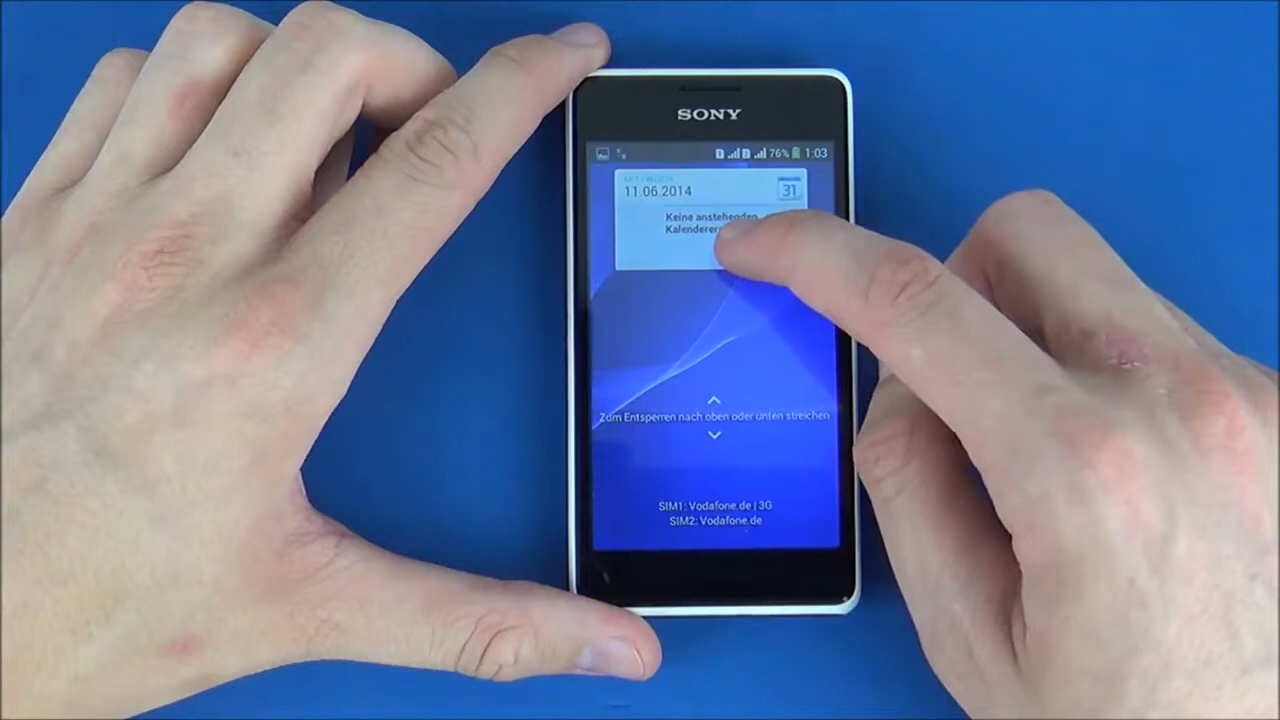 SONY
76% 1:03
MITTWOCH
11.06.2014
31
Keine anstehenden
Zum Entsperren nach oben oder unten streichen
SIM1: Vodafone.de | 3G
SIM2: Vodafone.de